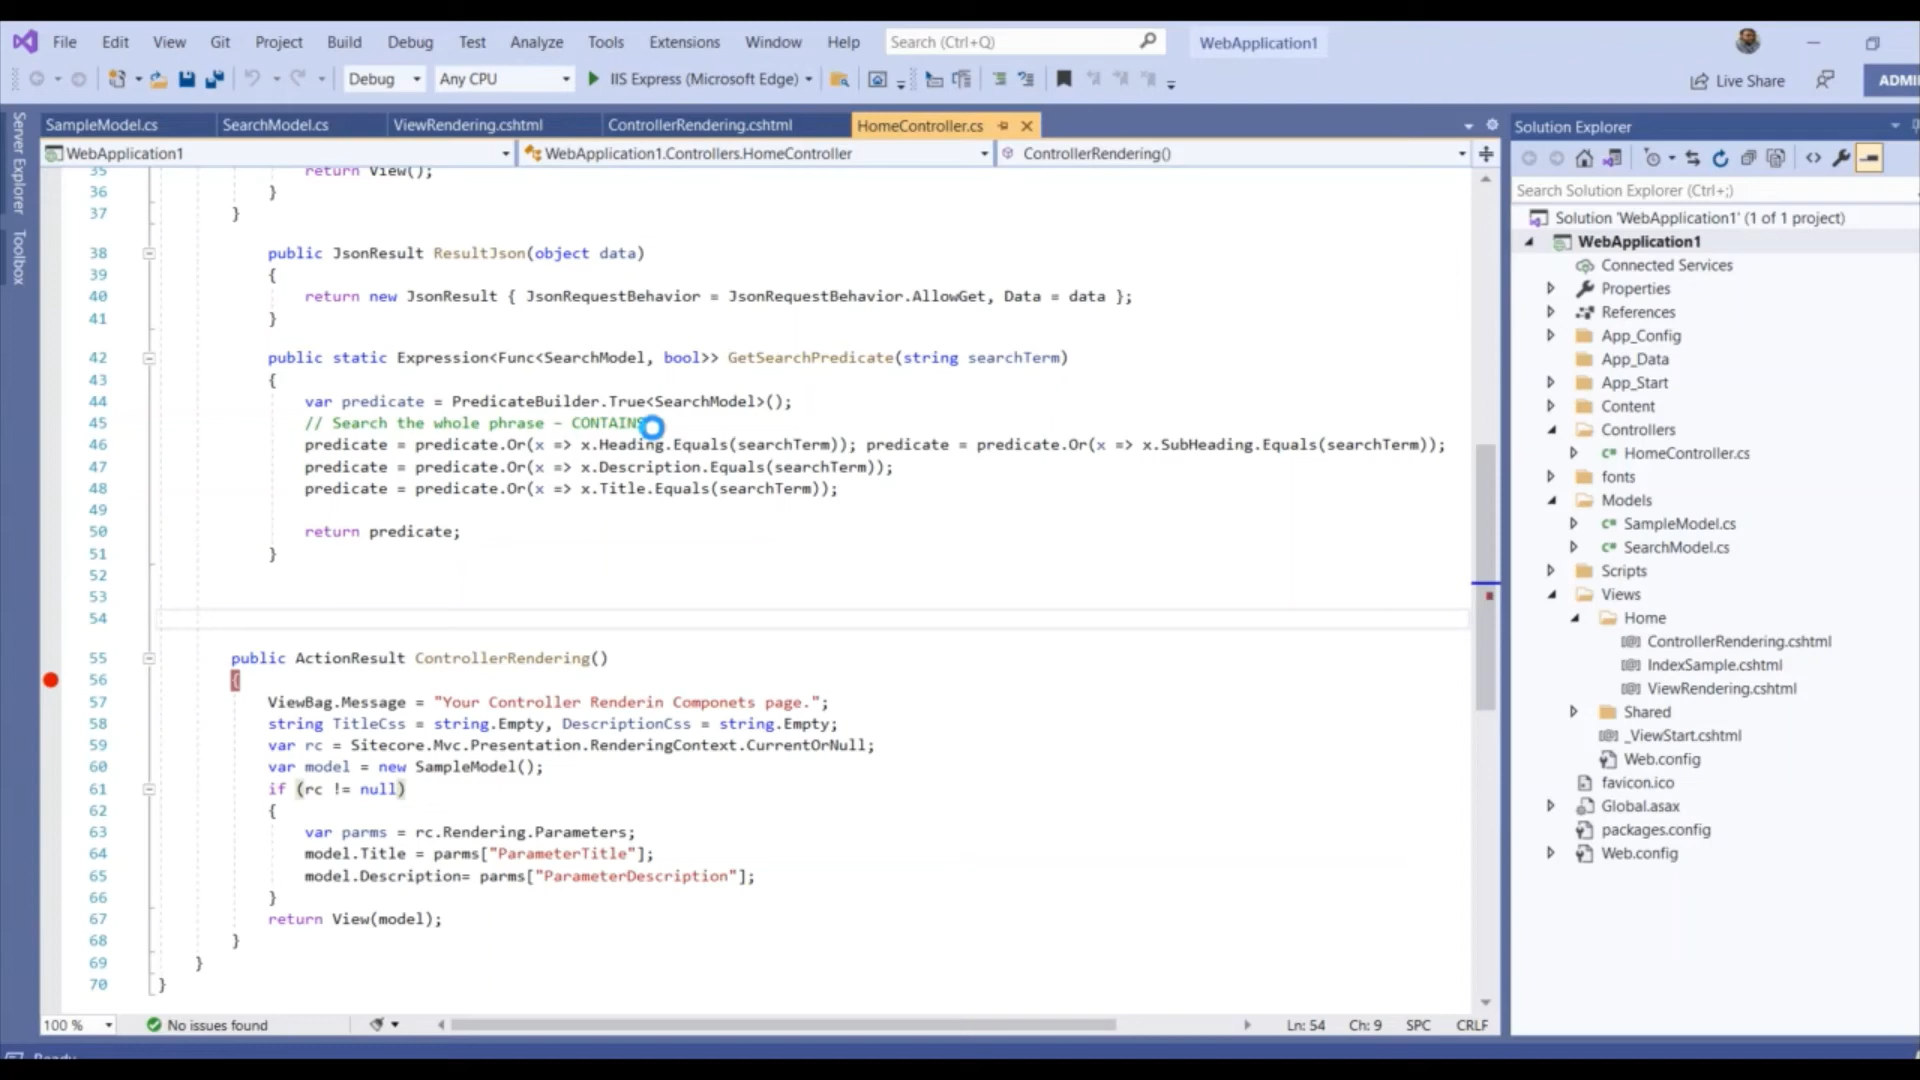 File Edit View Git Project Build Debug Test Analyze Tools Extensions Window Help Search (Ctrl+Q) WebApplication1
Debug Any CPU IIS Express (Microsoft Edge) Live Share ADMI
Server Explorer
Toolbox
SampleModel.cs SearchModel.cs ViewRendering.cshtml ControllerRendering.cshtml HomeController.cs
WebApplication1 WebApplication1.Controllers.HomeController ControllerRendering()
35 return View();
36 }
37 }
38 public JsonResult ResultJson(object data)
39 {
40 return new JsonResult { JsonRequestBehavior = JsonRequestBehavior.AllowGet, Data = data };
41 }
42 public static Expression<Func<SearchModel, bool>> GetSearchPredicate(string searchTerm)
43 {
44 var predicate = PredicateBuilder.True<SearchModel>();
45 // Search the whole phrase - CONTAINS
46 predicate = predicate.Or(x => x.Heading.Equals(searchTerm)); predicate = predicate.Or(x => x.SubHeading.Equals(searchTerm));
47 predicate = predicate.Or(x => x.Description.Equals(searchTerm));
48 predicate = predicate.Or(x => x.Title.Equals(searchTerm));
49
50 return predicate;
51 }
52
53
54
55 public ActionResult ControllerRendering()
56 {
57 ViewBag.Message = "Your Controller Renderin Componets page.";
58 string TitleCss = string.Empty, DescriptionCss = string.Empty;
59 var rc = Sitecore.Mvc.Presentation.RenderingContext.CurrentOrNull;
60 var model = new SampleModel();
61 if (rc != null)
62 {
63 var parms = rc.Rendering.Parameters;
64 model.Title = parms["ParameterTitle"];
65 model.Description= parms["ParameterDescription"];
66 }
67 return View(model);
68 }
69 }
70 }
100 % No issues found Ln: 54 Ch: 9 SPC CRLF
Solution Explorer
Search Solution Explorer (Ctrl+;)
Solution 'WebApplication1' (1 of 1 project)
WebApplication1
Connected Services
Properties
References
App_Config
App_Data
App_Start
Content
Controllers
C# HomeController.cs
fonts
Models
C# SampleModel.cs
C# SearchModel.cs
Scripts
Views
Home
[@] ControllerRendering.cshtml
[@] IndexSample.cshtml
[@] ViewRendering.cshtml
Shared
[@] _ViewStart.cshtml
Web.config
favicon.ico
Global.asax
packages.config
Web.config
Ready